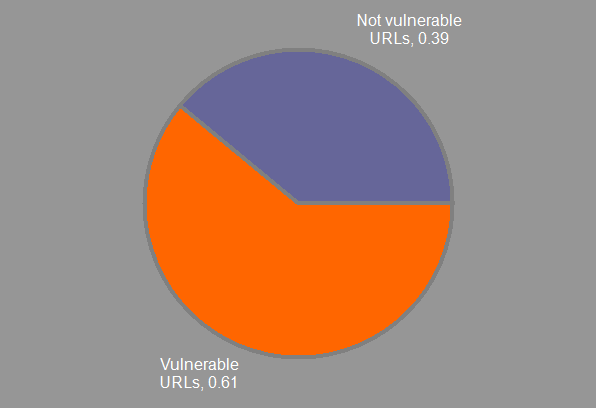 Not vulnerable
URLs, 0.39
Vulnerable
URLs, 0.61